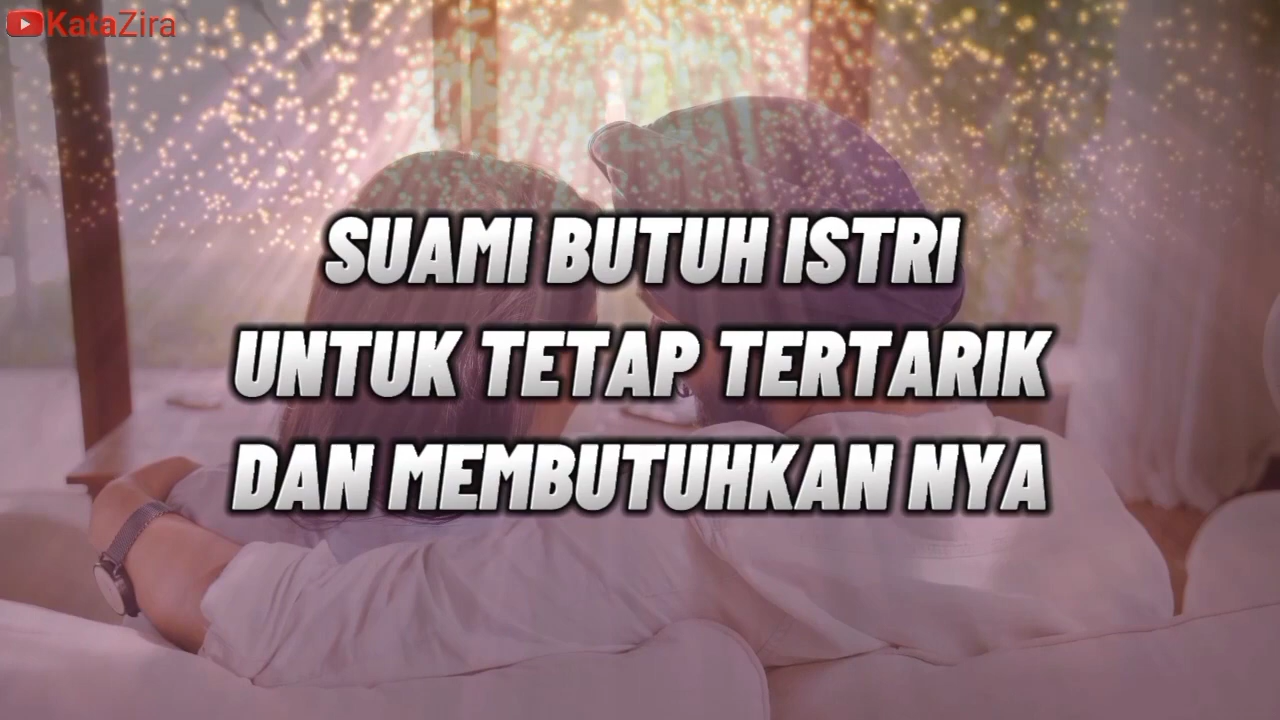 KataZira
SUAMI BUTUH ISTRI
UNTUK TETAP TERTARIK
DAN MEMBUTUHKAN NYA